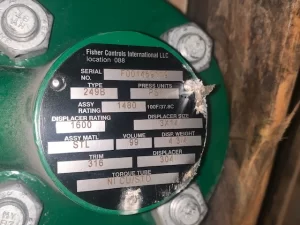 Fisher Controls International LLC
location 088
SERIAL
NO.
TYPE PRESS UNITS
249B
ASSY
RATING 1480 100F/37.8C
DISPLACER RATING DISPLACER SIZE
1600
ASSY MATL VOLUME DISP. WEIGHT
STL 99
TRIM DISPLACER
316 304
TORQUE TUBE